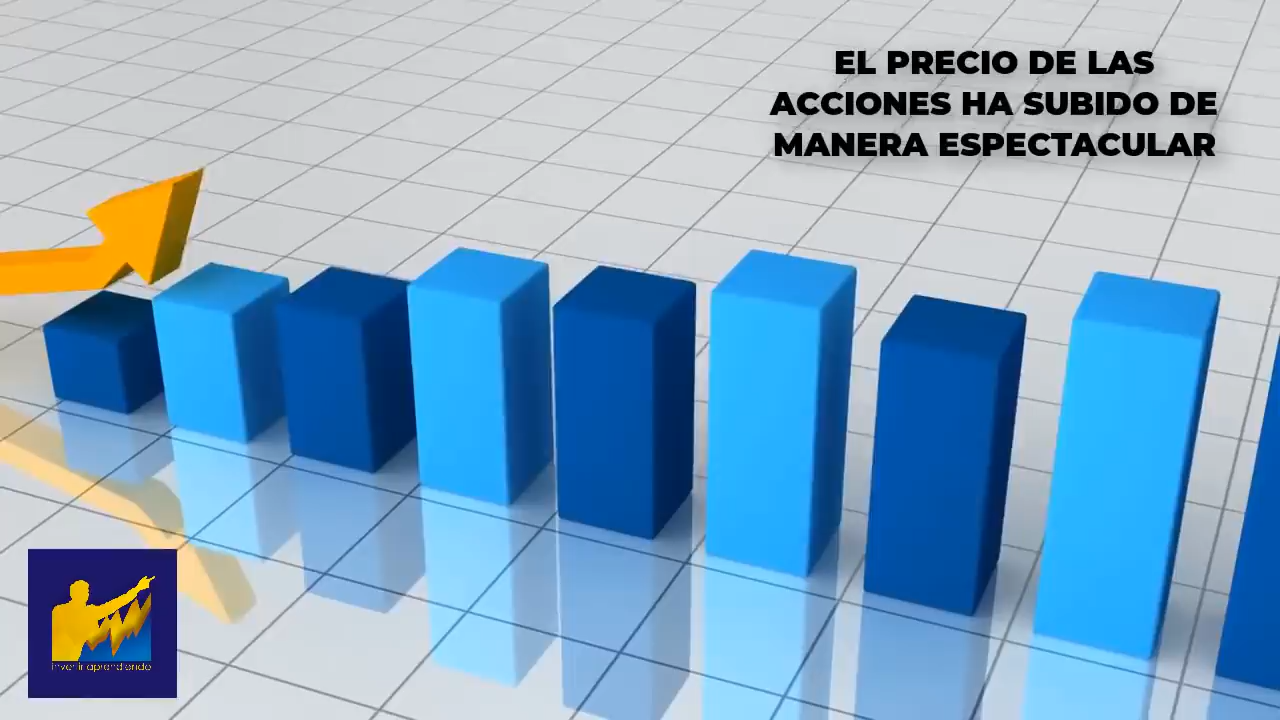 EL PRECIO DE LAS
ACCIONES HA SUBIDO DE
MANERA ESPECTACULAR
invertir aprendiendo